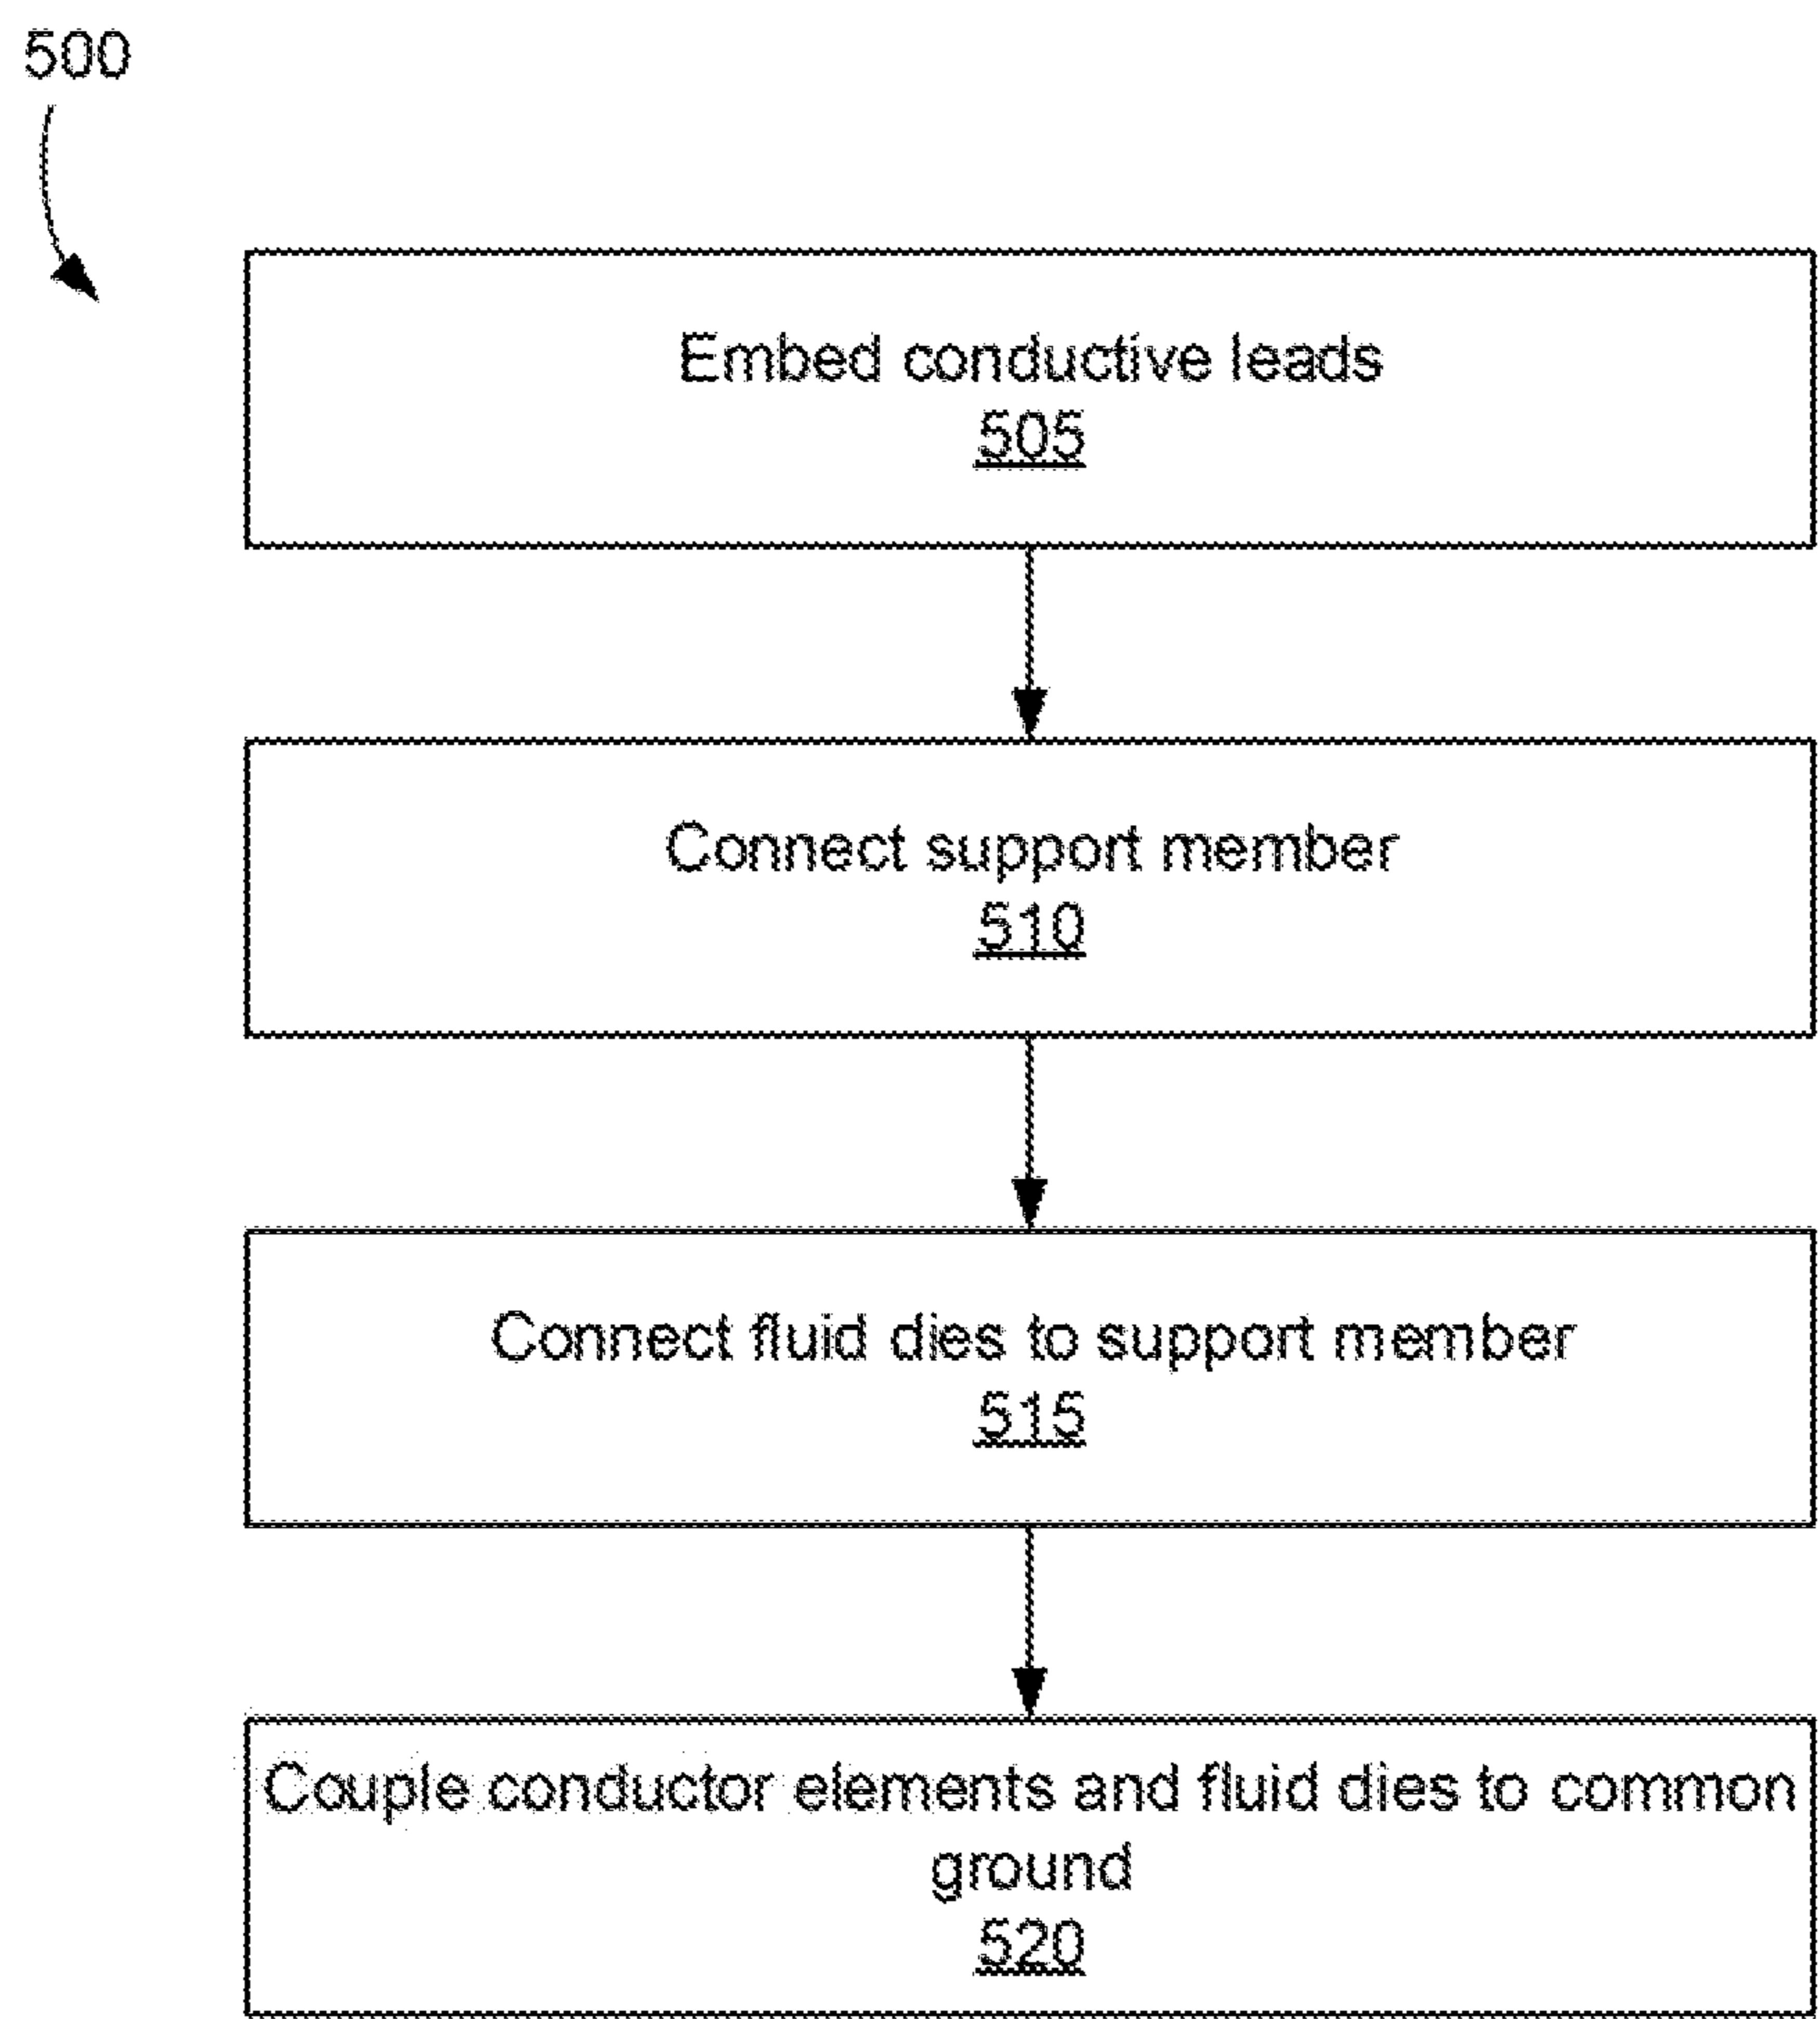 500
Embed conductive leads
505
Connect support member
510
Connect fluid dies to support member
515
Couple conductor elements and fluid dies to common
ground
520